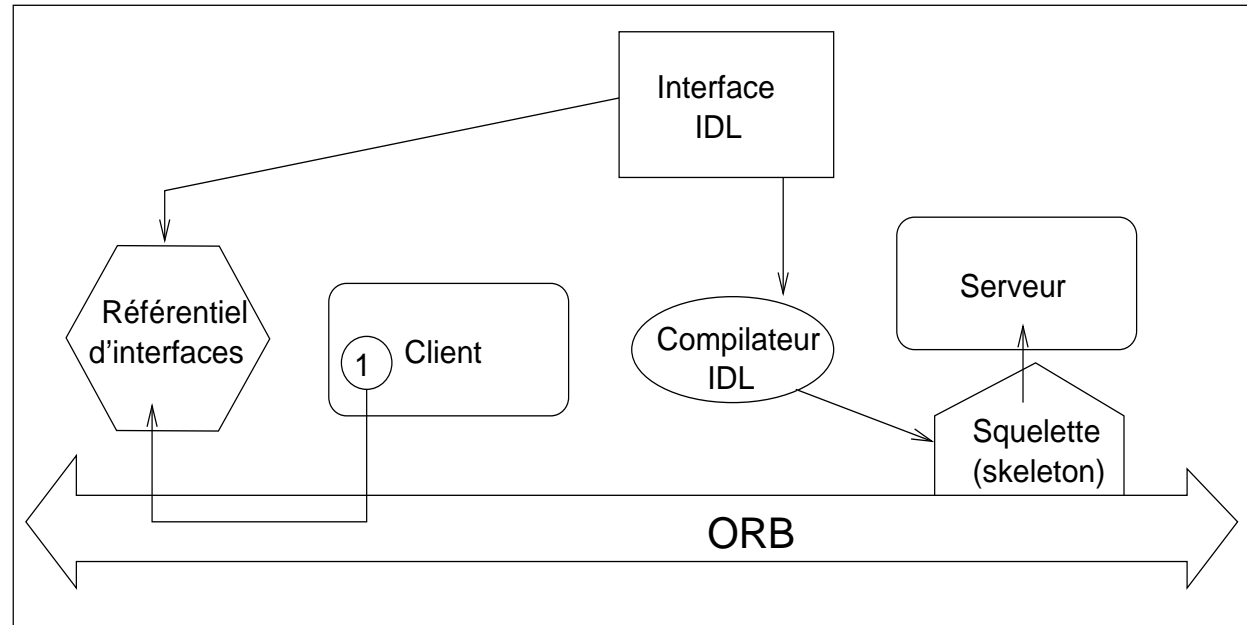 Interface
IDL
Référentiel
d'interfaces
1
Client
Compilateur
IDL
Serveur
Squelette
(skeleton)
ORB